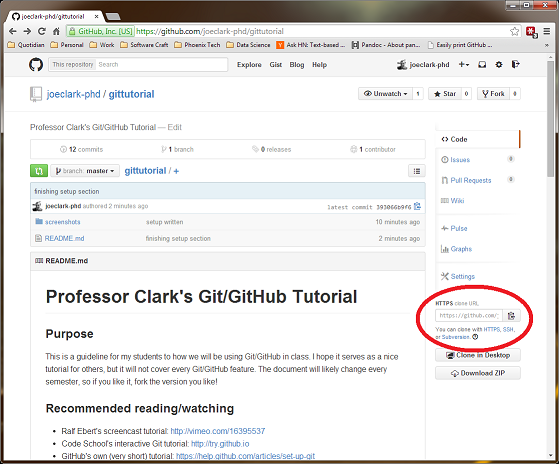 joeclark-phd/gittutorial
GitHub, Inc. [US] https://github.com/joeclark-phd/gittutorial
Quotidian Personal Work Software Craft Phoenix Tech Data Science Ask HN: Text-based ... Pandoc - About pan... Easily print GitHub ...
This repository Search Explore Gist Blog Help joeclark-phd
joeclark-phd / gittutorial
Unwatch 1 Star 0 Fork 0
Professor Clark's Git/GitHub Tutorial — Edit
12 commits 1 branch 0 releases 1 contributor
branch: master gittutorial / +
finishing setup section
joeclark-phd authored 2 minutes ago latest commit 393066b9f6
screenshots setup written 10 minutes ago
README.md finishing setup section 2 minutes ago
README.md
Professor Clark's Git/GitHub Tutorial
Purpose
This is a guideline for my students to how we will be using Git/GitHub in class. I hope it serves as a nice
tutorial for others, but it will not cover every Git/GitHub feature. The document will likely change every
semester, so if you like it, fork the version you like!
Recommended reading/watching
• Ralf Ebert's screencast tutorial: http://vimeo.com/16395537
• Code School's interactive Git tutorial: http://try.github.io
• GitHub's own (very short) tutorial: https://help.github.com/articles/set-up-git
Code
Issues 0
Pull Requests 0
Wiki
Pulse
Graphs
Settings
HTTPS clone URL
https://github.com/
You can clone with HTTPS, SSH,
or Subversion.
Clone in Desktop
Download ZIP